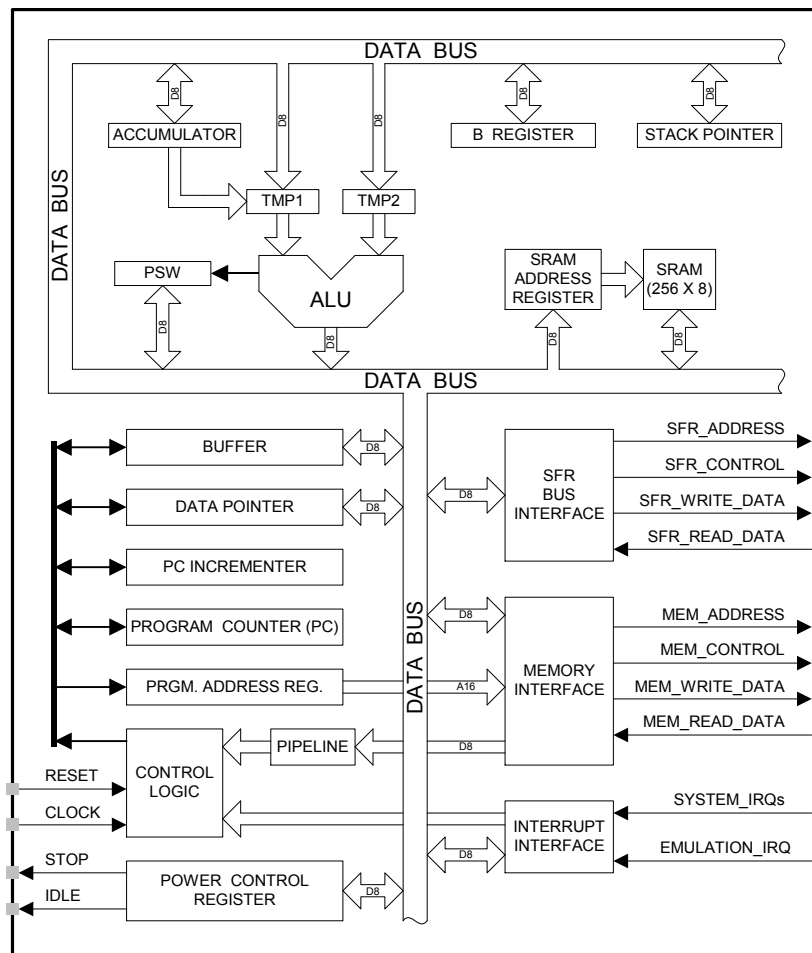 DATA BUS
D8
D8
D8
D8
D8
ACCUMULATOR
B REGISTER
STACK POINTER
DATA BUS
TMP1
TMP2
PSW
ALU
SRAM
ADDRESS
REGISTER
SRAM
(256 X 8)
D8
D8
D8
D8
DATA BUS
BUFFER
D8
DATA POINTER
D8
PC INCREMENTER
PROGRAM COUNTER (PC)
PRGM. ADDRESS REG.
A16
DATA BUS
D8
SFR
BUS
INTERFACE
SFR_ADDRESS
SFR_CONTROL
SFR_WRITE_DATA
SFR_READ_DATA
D8
MEMORY
INTERFACE
MEM_ADDRESS
MEM_CONTROL
MEM_WRITE_DATA
MEM_READ_DATA
CONTROL
LOGIC
PIPELINE
D8
RESET
CLOCK
INTERRUPT
INTERFACE
SYSTEM_IRQs
EMULATION_IRQ
D8
STOP
IDLE
POWER CONTROL
REGISTER
D8